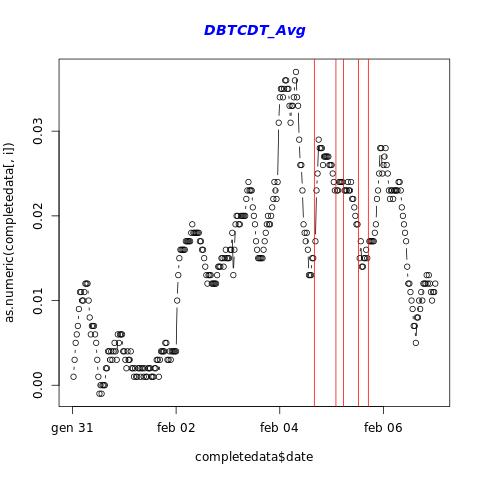 DBTCDT_Avg
as.numeric(completedata[, i])
0.03
0.02
0.01
0.00
gen 31
feb 02
feb 04
feb 06
completedata$date